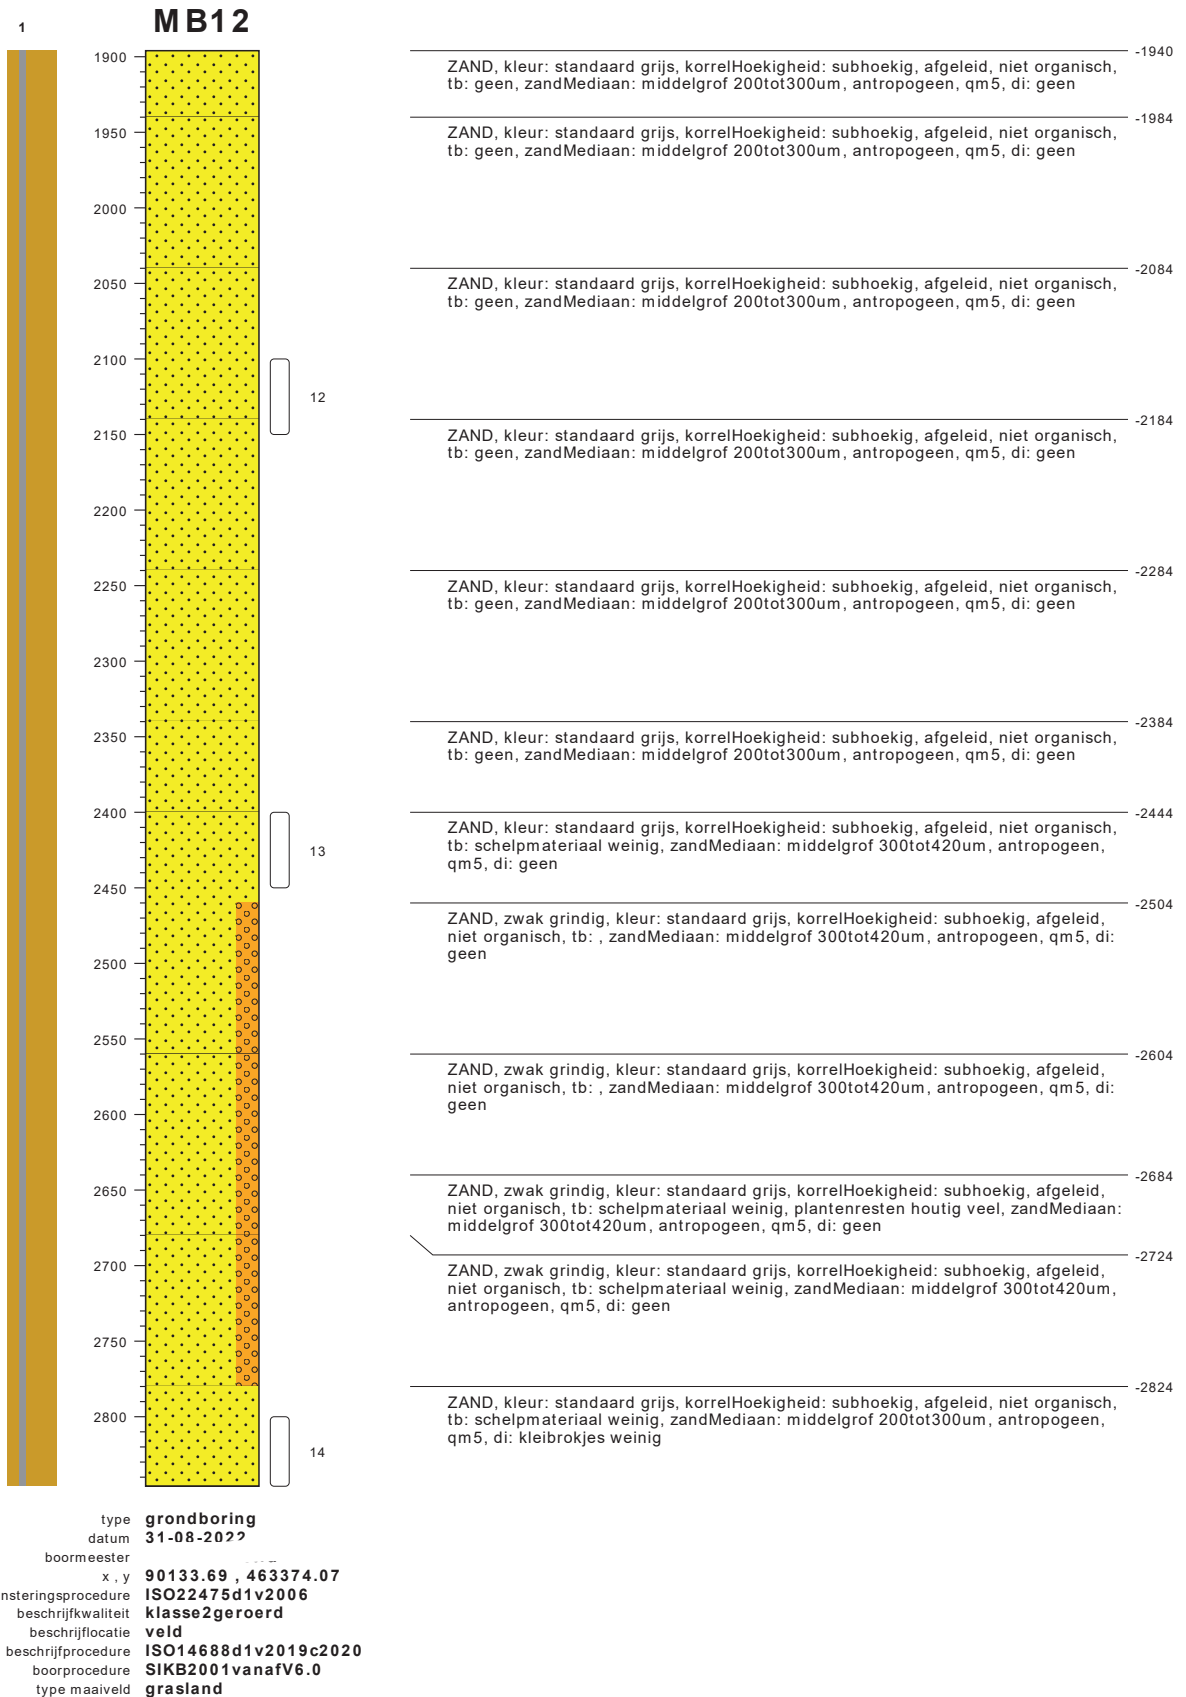 1
MB12
1900
1950
2000
2050
2100
2150
2200
2250
2300
2350
2400
2450
2500
2550
2600
2650
2700
2750
2800
12
13
14
-1940
ZAND, kleur: standaard grijs, korrelHoekigheid: subhoekig, afgeleid, niet organisch,
tb: geen, zandMediaan: middelgrof 200tot300um, antropogeen, qm5, di: geen
-1984
ZAND, kleur: standaard grijs, korrelHoekigheid: subhoekig, afgeleid, niet organisch,
tb: geen, zandMediaan: middelgrof 200tot300um, antropogeen, qm5, di: geen
-2084
ZAND, kleur: standaard grijs, korrelHoekigheid: subhoekig, afgeleid, niet organisch,
tb: geen, zandMediaan: middelgrof 200tot300um, antropogeen, qm5, di: geen
-2184
ZAND, kleur: standaard grijs, korrelHoekigheid: subhoekig, afgeleid, niet organisch,
tb: geen, zandMediaan: middelgrof 200tot300um, antropogeen, qm5, di: geen
-2284
ZAND, kleur: standaard grijs, korrelHoekigheid: subhoekig, afgeleid, niet organisch,
tb: geen, zandMediaan: middelgrof 200tot300um, antropogeen, qm5, di: geen
-2384
ZAND, kleur: standaard grijs, korrelHoekigheid: subhoekig, afgeleid, niet organisch,
tb: geen, zandMediaan: middelgrof 200tot300um, antropogeen, qm5, di: geen
-2444
ZAND, kleur: standaard grijs, korrelHoekigheid: subhoekig, afgeleid, niet organisch,
tb: schelpmateriaal weinig, zandMediaan: middelgrof 300tot420um, antropogeen,
qm5, di: geen
-2504
ZAND, zwak grindig, kleur: standaard grijs, korrelHoekigheid: subhoekig, afgeleid,
niet organisch, tb: , zandMediaan: middelgrof 300tot420um, antropogeen, qm5, di:
geen
-2604
ZAND, zwak grindig, kleur: standaard grijs, korrelHoekigheid: subhoekig, afgeleid,
niet organisch, tb: , zandMediaan: middelgrof 300tot420um, antropogeen, qm5, di:
geen
-2684
ZAND, zwak grindig, kleur: standaard grijs, korrelHoekigheid: subhoekig, afgeleid,
niet organisch, tb: schelpmateriaal weinig, plantenresten houtig veel, zandMediaan:
middelgrof 300tot420um, antropogeen, qm5, di: geen
-2724
ZAND, zwak grindig, kleur: standaard grijs, korrelHoekigheid: subhoekig, afgeleid,
niet organisch, tb: schelpmateriaal weinig, zandMediaan: middelgrof 300tot420um,
antropogeen, qm5, di: geen
-2824
ZAND, kleur: standaard grijs, korrelHoekigheid: subhoekig, afgeleid, niet organisch,
tb: schelpmateriaal weinig, zandMediaan: middelgrof 200tot300um, antropogeen,
qm5, di: kleibrokjes weinig
type grondboring
datum 31-08-2022
boormeester
x , y 90133.69 , 463374.07
nsteringsprocedure ISO22475d1v2006
beschrijfkwaliteit klasse2geroerd
beschrijflocatie veld
beschrijfprocedure ISO14688d1v2019c2020
boorprocedure SIKB2001vanafV6.0
type maaiveld grasland